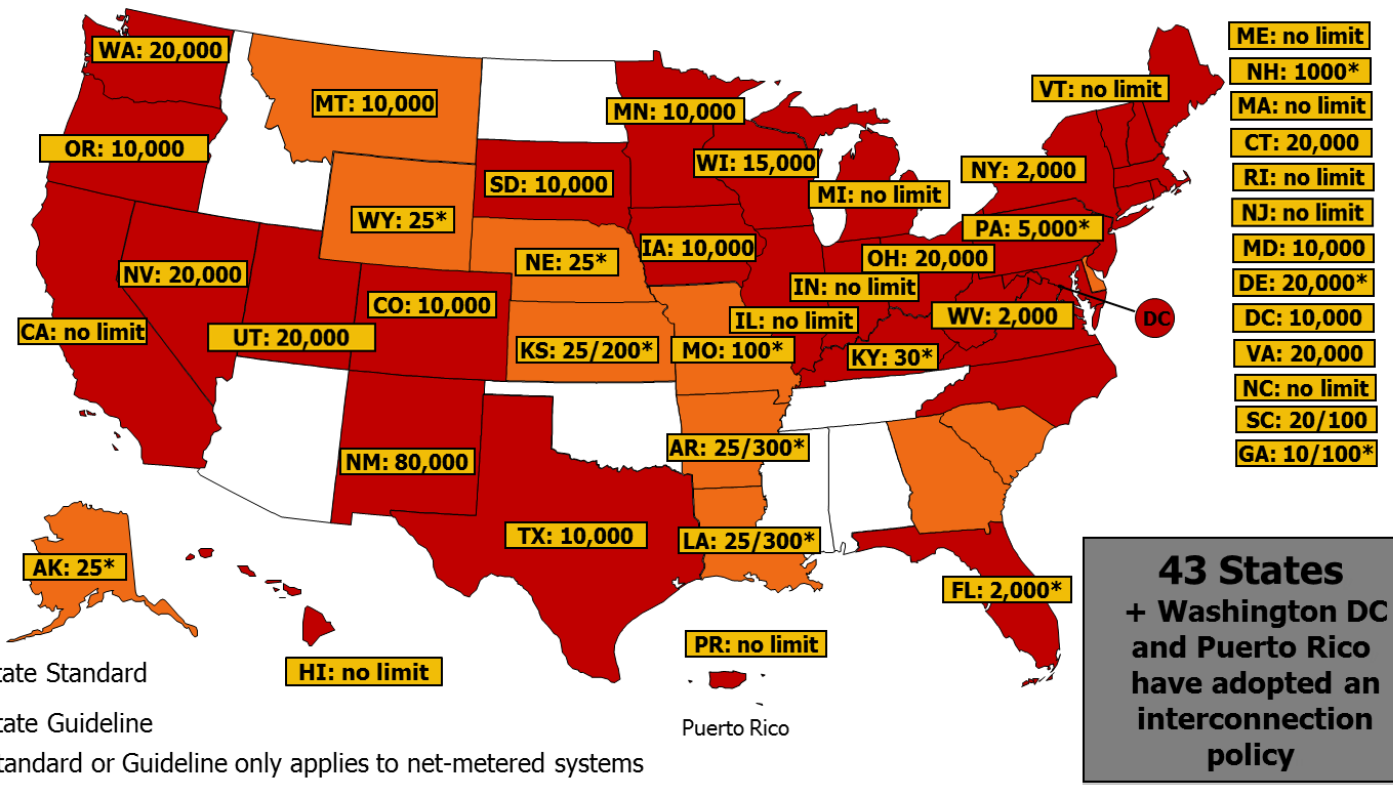 WA: 20,000
MT: 10,000
OR: 10,000
MN: 10,000
VT: no limit
WI: 15,000
NY: 2,000
SD: 10,000
MI: no limit
WY: 25*
PA: 5,000*
NE: 25*
IA: 10,000
OH: 20,000
NV: 20,000
IN: no limit
CO: 10,000
CA: no limit
UT: 20,000
IL: no limit
WV: 2,000
DC
KS: 25/200*
MO: 100*
KY: 30*
NM: 80,000
AR: 25/300*
TX: 10,000
LA: 25/300*
AK: 25*
FL: 2,000*
HI: no limit
PR: no limit
Puerto Rico
ME: no limit
NH: 1000*
MA: no limit
CT: 20,000
RI: no limit
NJ: no limit
MD: 10,000
DE: 20,000*
DC: 10,000
VA: 20,000
NC: no limit
SC: 20/100
GA: 10/100*
43 States
+ Washington DC
and Puerto Rico
have adopted an
interconnection
policy
tate Standard
tate Guideline
tandard or Guideline only applies to net-metered systems